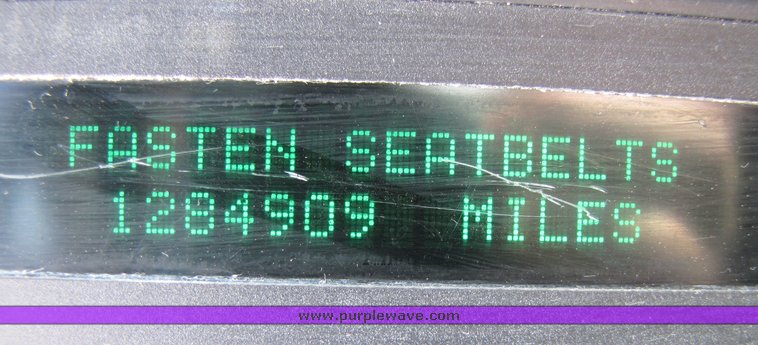 FASTEN SEATBELTS
1284909 MILES
www.purplewave.com